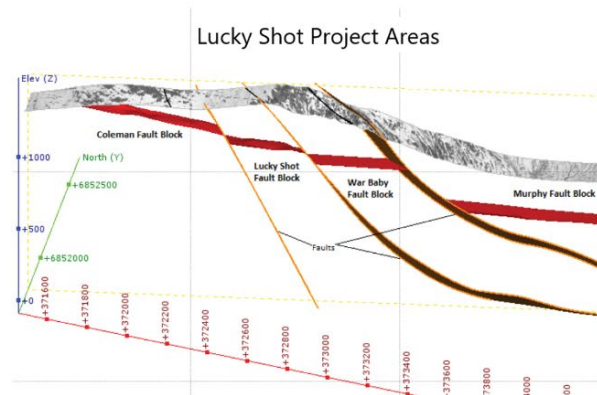 Lucky Shot Project Areas
Elev (Z)
Coleman Fault Block
+1000
North (Y)
Lucky Shot
Fault Block
War Baby
Fault Block
Murphy Fault Block
+6852500
+500
Faults
+6852000
+0
+371600
+371800
+372000
+372200
+372400
+372600
+372800
+373000
+373200
+373400
+373600